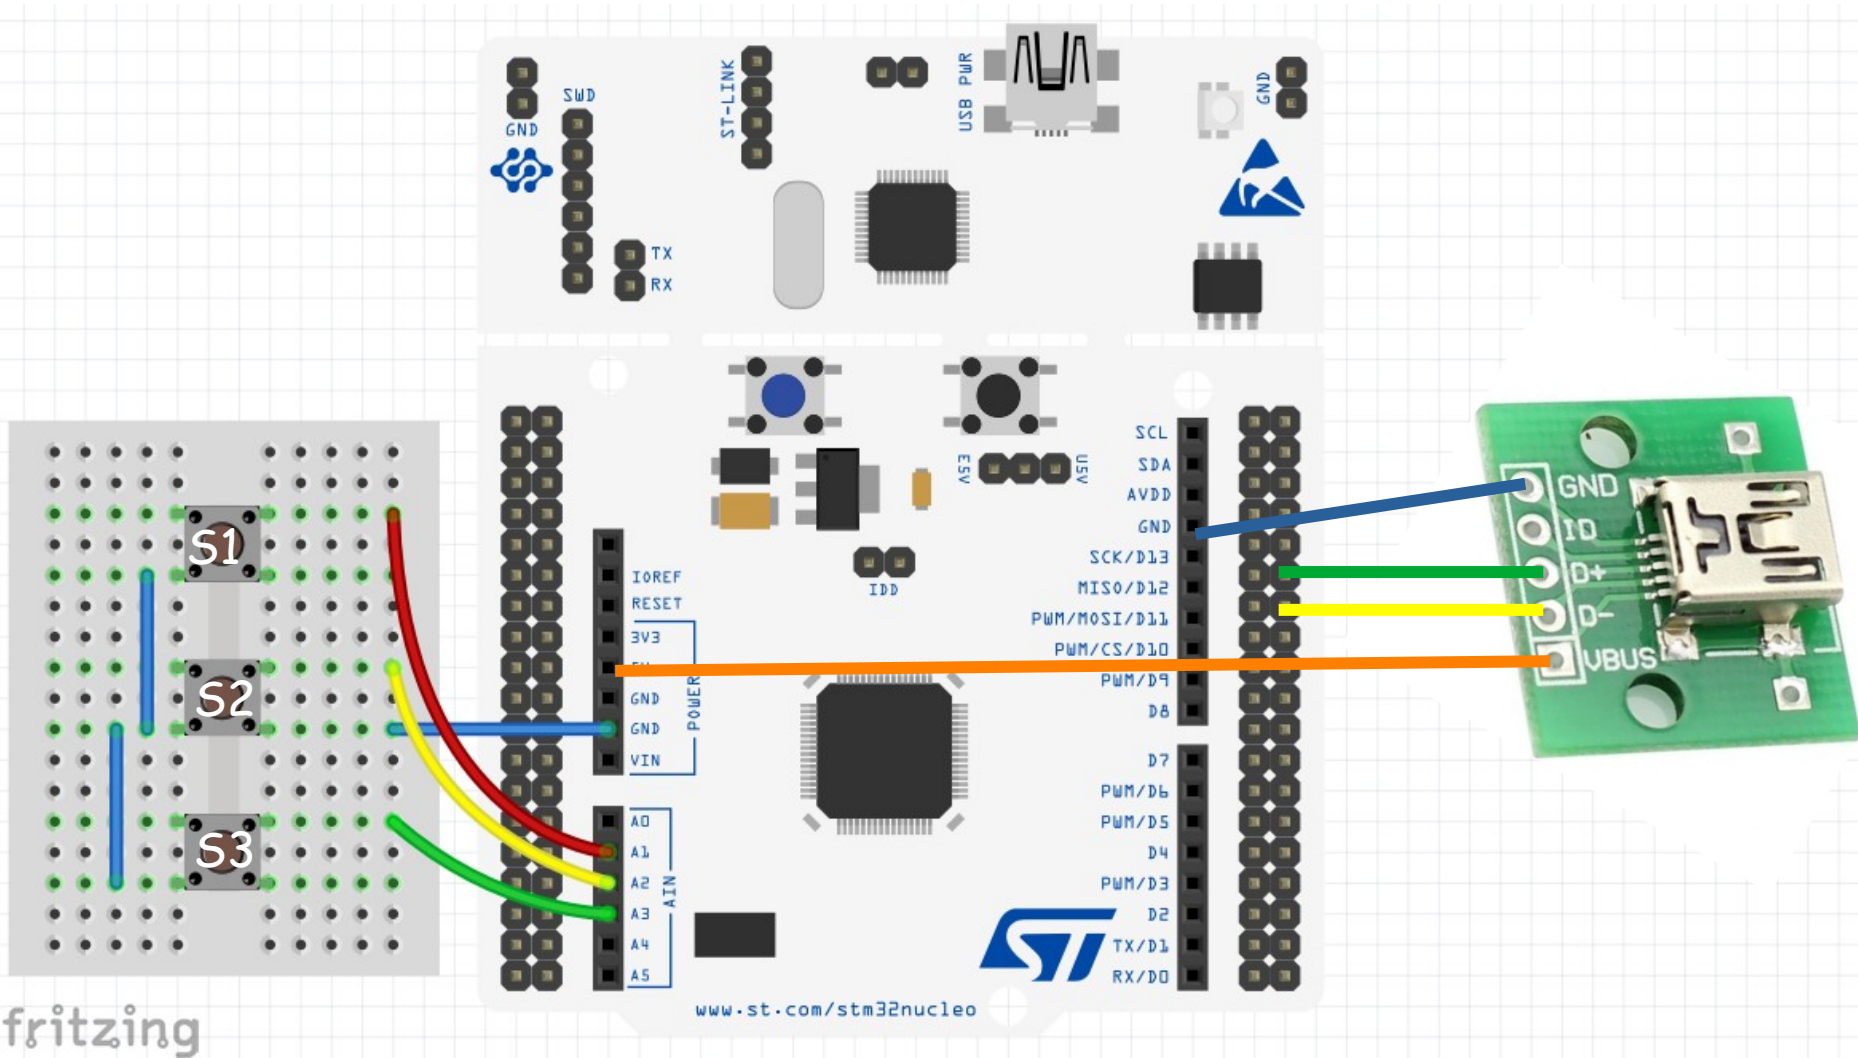 SWD
GND
TX
RX
ST-LINK
USB PWR
GND
E5V
U5V
IDD
IOREF
RESET
3V3
GND
GND
VIN
POWER
A0
A1
A2
A3
A4
A5
AIN
SCL
SDA
AVDD
GND
SCK/D13
MISO/D12
PWM/MOSI/D11
PWM/CS/D10
PWM/D9
D8
D7
PWM/D6
PWM/D5
D4
PWM/D3
D2
TX/D1
RX/D0
ST
www.st.com/stm32nucleo
S1
S2
S3
GND
ID
D+
D-
VBUS
fritzing